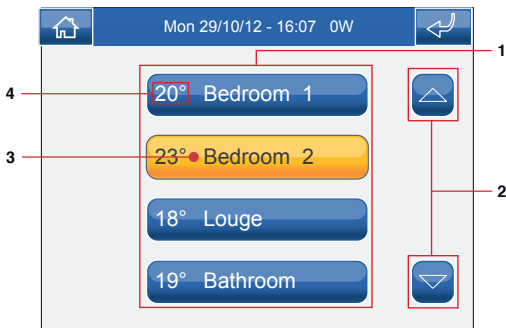 Mon 29/10/12 - 16:07 0W
1
4
20° Bedroom 1
3
23° Bedroom 2
2
18° Louge
19° Bathroom